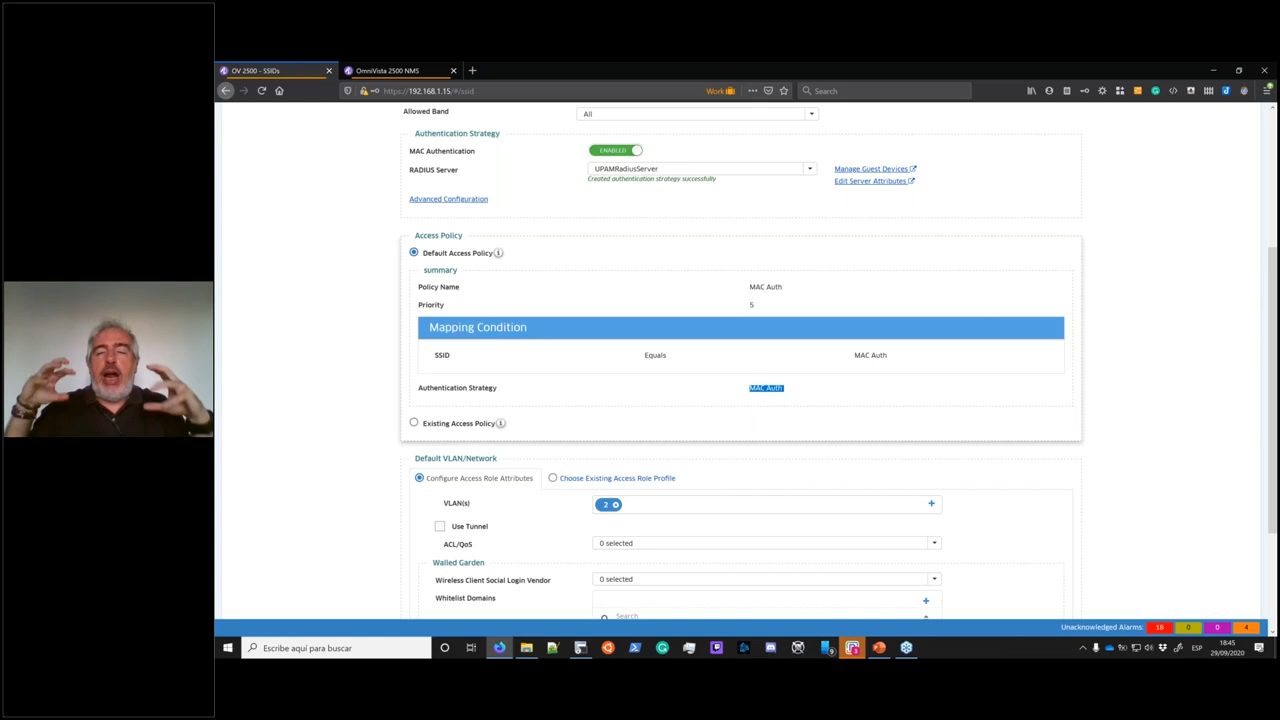 OV 2500 - SSIDs
OmniVista 2500 NMS
https://192.168.1.15/#/ssid
Work
Search
Allowed Band
All
Authentication Strategy
MAC Authentication
ENABLED
RADIUS Server
UPAMRadiusServer
Manage Guest Devices
Created authentication strategy successfully
Edit Server Attributes
Advanced Configuration
Access Policy
Default Access Policy
summary
Policy Name
MAC Auth
Priority
5
Mapping Condition
SSID
Equals
MAC Auth
Authentication Strategy
MAC Auth
Existing Access Policy
Default VLAN/Network
Configure Access Role Attributes
Choose Existing Access Role Profile
VLAN(s)
2
Use Tunnel
ACL/QoS
0 selected
Walled Garden
Wireless Client Social Login Vendor
0 selected
Whitelist Domains
Search
Unacknowledged Alarms:
18
0
0
4
Escribe aquí para buscar
9
3
ESP
18:45
29/09/2020